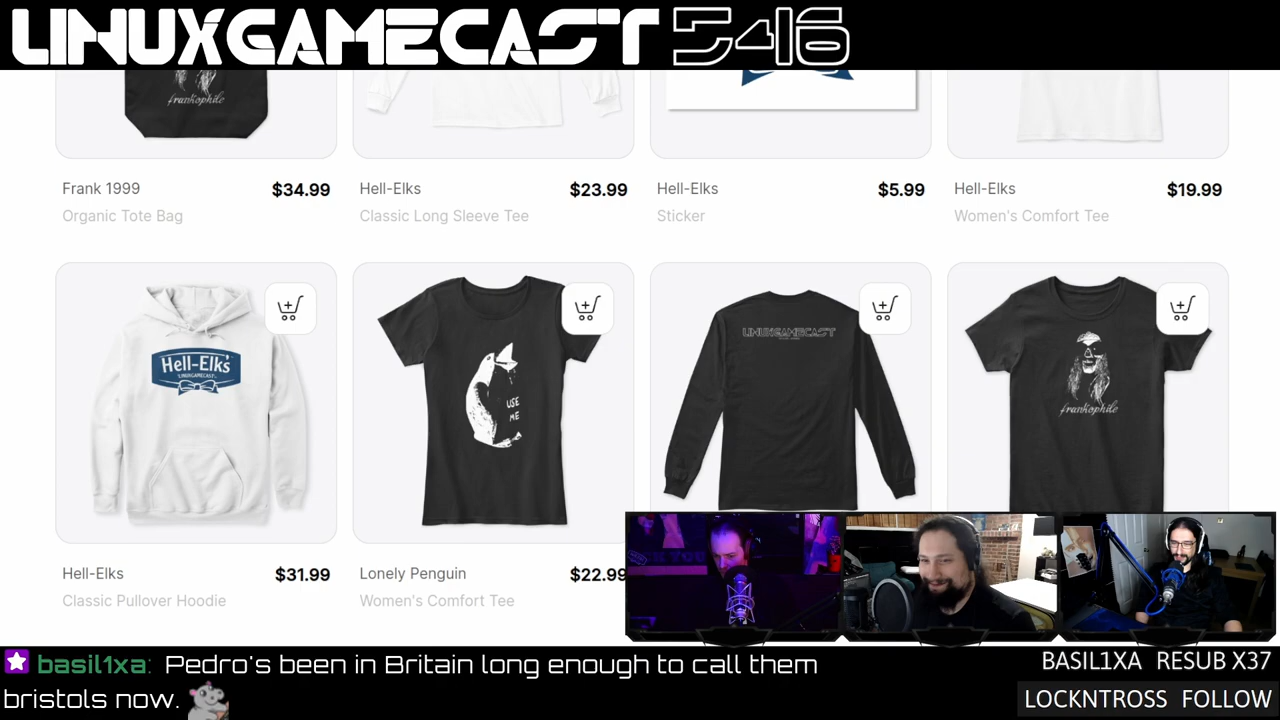 LINUXGAMECAST 546
frankophile
Frank 1999 $34.99
Organic Tote Bag
Hell-Elks $23.99
Classic Long Sleeve Tee
Hell-Elks $5.99
Sticker
Hell-Elks $19.99
Women's Comfort Tee
Hell-Elk's
LINUXGAMECAST
USE
ME
LINUXGAMECAST
frankophile
Hell-Elks $31.99
Classic Pullover Hoodie
Lonely Penguin $22.99
Women's Comfort Tee
basil1xa: Pedro's been in Britain long enough to call them
bristols now.
BASIL1XA RESUB X37
LOCKNTROSS FOLLOW